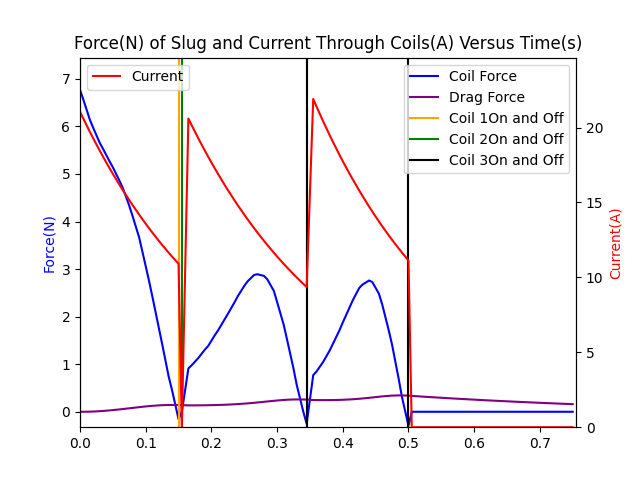 Force(N) of Slug and Current Through Coils(A) Versus Time(s)
Current
Coil Force
Drag Force
Coil 1On and Off
Coil 2On and Off
Coil 3On and Off
Force(N)
7
6
5
4
3
2
1
0
Current(A)
20
15
10
5
0
0.0 0.1 0.2 0.3 0.4 0.5 0.6 0.7